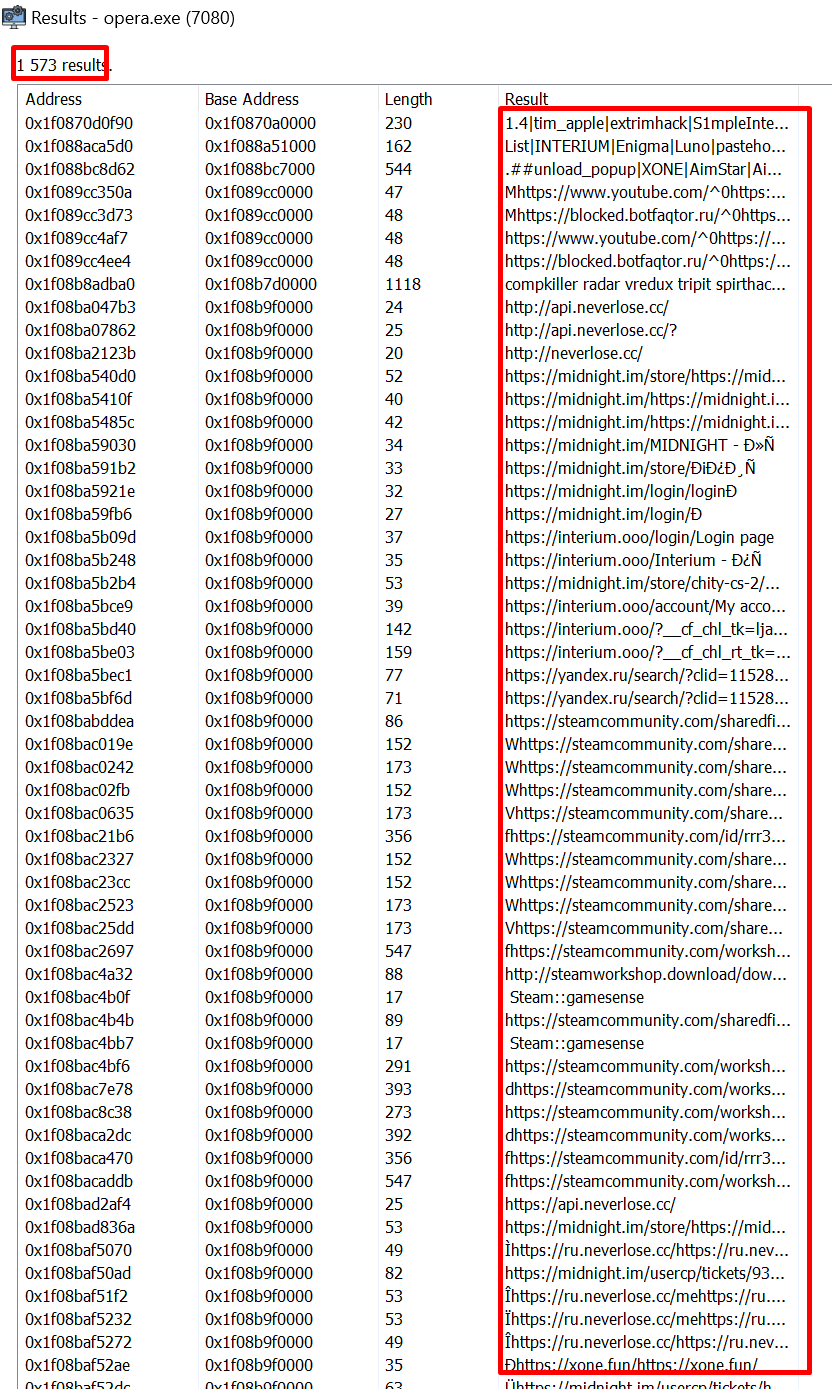 Results - opera.exe (7080)
1 573 results.
Address Base Address Length Result
0x1f0870d0f90 0x1f0870a0000 230 1.4|tim_apple|extrimhack|S1mpleInte...
0x1f088aca5d0 0x1f088a51000 162 List|INTERIUM|Enigma|Luno|pasteho...
0x1f088bc8d62 0x1f088bc7000 544 .##unload_popup|XONE|AimStar|Ai...
0x1f089cc350a 0x1f089cc0000 47 Mhttps://www.youtube.com/^0https:...
0x1f089cc3d73 0x1f089cc0000 48 Mhttps://blocked.botfaqtor.ru/^0https...
0x1f089cc4af7 0x1f089cc0000 48 https://www.youtube.com/^0https://...
0x1f089cc4ee4 0x1f089cc0000 48 https://blocked.botfaqtor.ru/^0https:/...
0x1f08b8adba0 0x1f08b7d0000 1118 compkiller radar vredux tripit spirthac...
0x1f08ba047b3 0x1f08b9f0000 24 http://api.neverlose.cc/
0x1f08ba07862 0x1f08b9f0000 25 http://api.neverlose.cc/?
0x1f08ba2123b 0x1f08b9f0000 20 http://neverlose.cc/
0x1f08ba540d0 0x1f08b9f0000 52 https://midnight.im/store/https://mid...
0x1f08ba5410f 0x1f08b9f0000 40 https://midnight.im/https://midnight.i...
0x1f08ba5485c 0x1f08b9f0000 42 https://midnight.im/https://midnight.i...
0x1f08ba59030 0x1f08b9f0000 34 https://midnight.im/MIDNIGHT - Ð»Ñ
0x1f08ba591b2 0x1f08b9f0000 33 https://midnight.im/store/ÐiÐ¿Ð¸Ñ
0x1f08ba5921e 0x1f08b9f0000 32 https://midnight.im/login/loginÐ
0x1f08ba59fb6 0x1f08b9f0000 27 https://midnight.im/login/Ð
0x1f08ba5b09d 0x1f08b9f0000 37 https://interium.ooo/login/Login page
0x1f08ba5b248 0x1f08b9f0000 35 https://interium.ooo/Interium - Ð¿Ñ
0x1f08ba5b2b4 0x1f08b9f0000 53 https://midnight.im/store/chity-cs-2/...
0x1f08ba5bce9 0x1f08b9f0000 39 https://interium.ooo/account/My acco...
0x1f08ba5bd40 0x1f08b9f0000 142 https://interium.ooo/?__cf_chl_tk=lja...
0x1f08ba5be03 0x1f08b9f0000 159 https://interium.ooo/?__cf_chl_rt_tk=...
0x1f08ba5bec1 0x1f08b9f0000 77 https://yandex.ru/search/?clid=11528...
0x1f08ba5bf6d 0x1f08b9f0000 71 https://yandex.ru/search/?clid=11528...
0x1f08babddea 0x1f08b9f0000 86 https://steamcommunity.com/sharedfi...
0x1f08bac019e 0x1f08b9f0000 152 Whttps://steamcommunity.com/share...
0x1f08bac0242 0x1f08b9f0000 173 Whttps://steamcommunity.com/share...
0x1f08bac02fb 0x1f08b9f0000 152 Whttps://steamcommunity.com/share...
0x1f08bac0635 0x1f08b9f0000 173 Vhttps://steamcommunity.com/share...
0x1f08bac21b6 0x1f08b9f0000 356 fhttps://steamcommunity.com/id/rrr3...
0x1f08bac2327 0x1f08b9f0000 152 Whttps://steamcommunity.com/share...
0x1f08bac23cc 0x1f08b9f0000 152 Whttps://steamcommunity.com/share...
0x1f08bac2523 0x1f08b9f0000 173 Whttps://steamcommunity.com/share...
0x1f08bac25dd 0x1f08b9f0000 173 Vhttps://steamcommunity.com/share...
0x1f08bac2697 0x1f08b9f0000 547 fhttps://steamcommunity.com/worksh...
0x1f08bac4a32 0x1f08b9f0000 88 http://steamworkshop.download/dow...
0x1f08bac4b0f 0x1f08b9f0000 17 Steam::gamesense
0x1f08bac4b4b 0x1f08b9f0000 89 https://steamcommunity.com/sharedfi...
0x1f08bac4bb7 0x1f08b9f0000 17 Steam::gamesense
0x1f08bac4bf6 0x1f08b9f0000 291 https://steamcommunity.com/worksh...
0x1f08bac7e78 0x1f08b9f0000 393 dhttps://steamcommunity.com/works...
0x1f08bac8c38 0x1f08b9f0000 273 https://steamcommunity.com/worksh...
0x1f08baca2dc 0x1f08b9f0000 392 dhttps://steamcommunity.com/works...
0x1f08baca470 0x1f08b9f0000 356 fhttps://steamcommunity.com/id/rrr3...
0x1f08bacaddb 0x1f08b9f0000 547 fhttps://steamcommunity.com/worksh...
0x1f08bad2af4 0x1f08b9f0000 25 https://api.neverlose.cc/
0x1f08bad836a 0x1f08b9f0000 53 https://midnight.im/store/https://mid...
0x1f08baf5070 0x1f08b9f0000 49 Ìhttps://ru.neverlose.cc/https://ru.nev...
0x1f08baf50ad 0x1f08b9f0000 82 https://midnight.im/usercp/tickets/93...
0x1f08baf51f2 0x1f08b9f0000 53 Îhttps://ru.neverlose.cc/mehttps://ru....
0x1f08baf5232 0x1f08b9f0000 53 Ïhttps://ru.neverlose.cc/mehttps://ru....
0x1f08baf5272 0x1f08b9f0000 49 Îhttps://ru.neverlose.cc/https://ru.nev...
0x1f08baf52ae 0x1f08b9f0000 35 Ðhttps://xone.fun/https://xone.fun/
0x1f08baf52dc 0x1f08b9f0000 63 Ühttps://midnight.im/usercp/tickets/h...